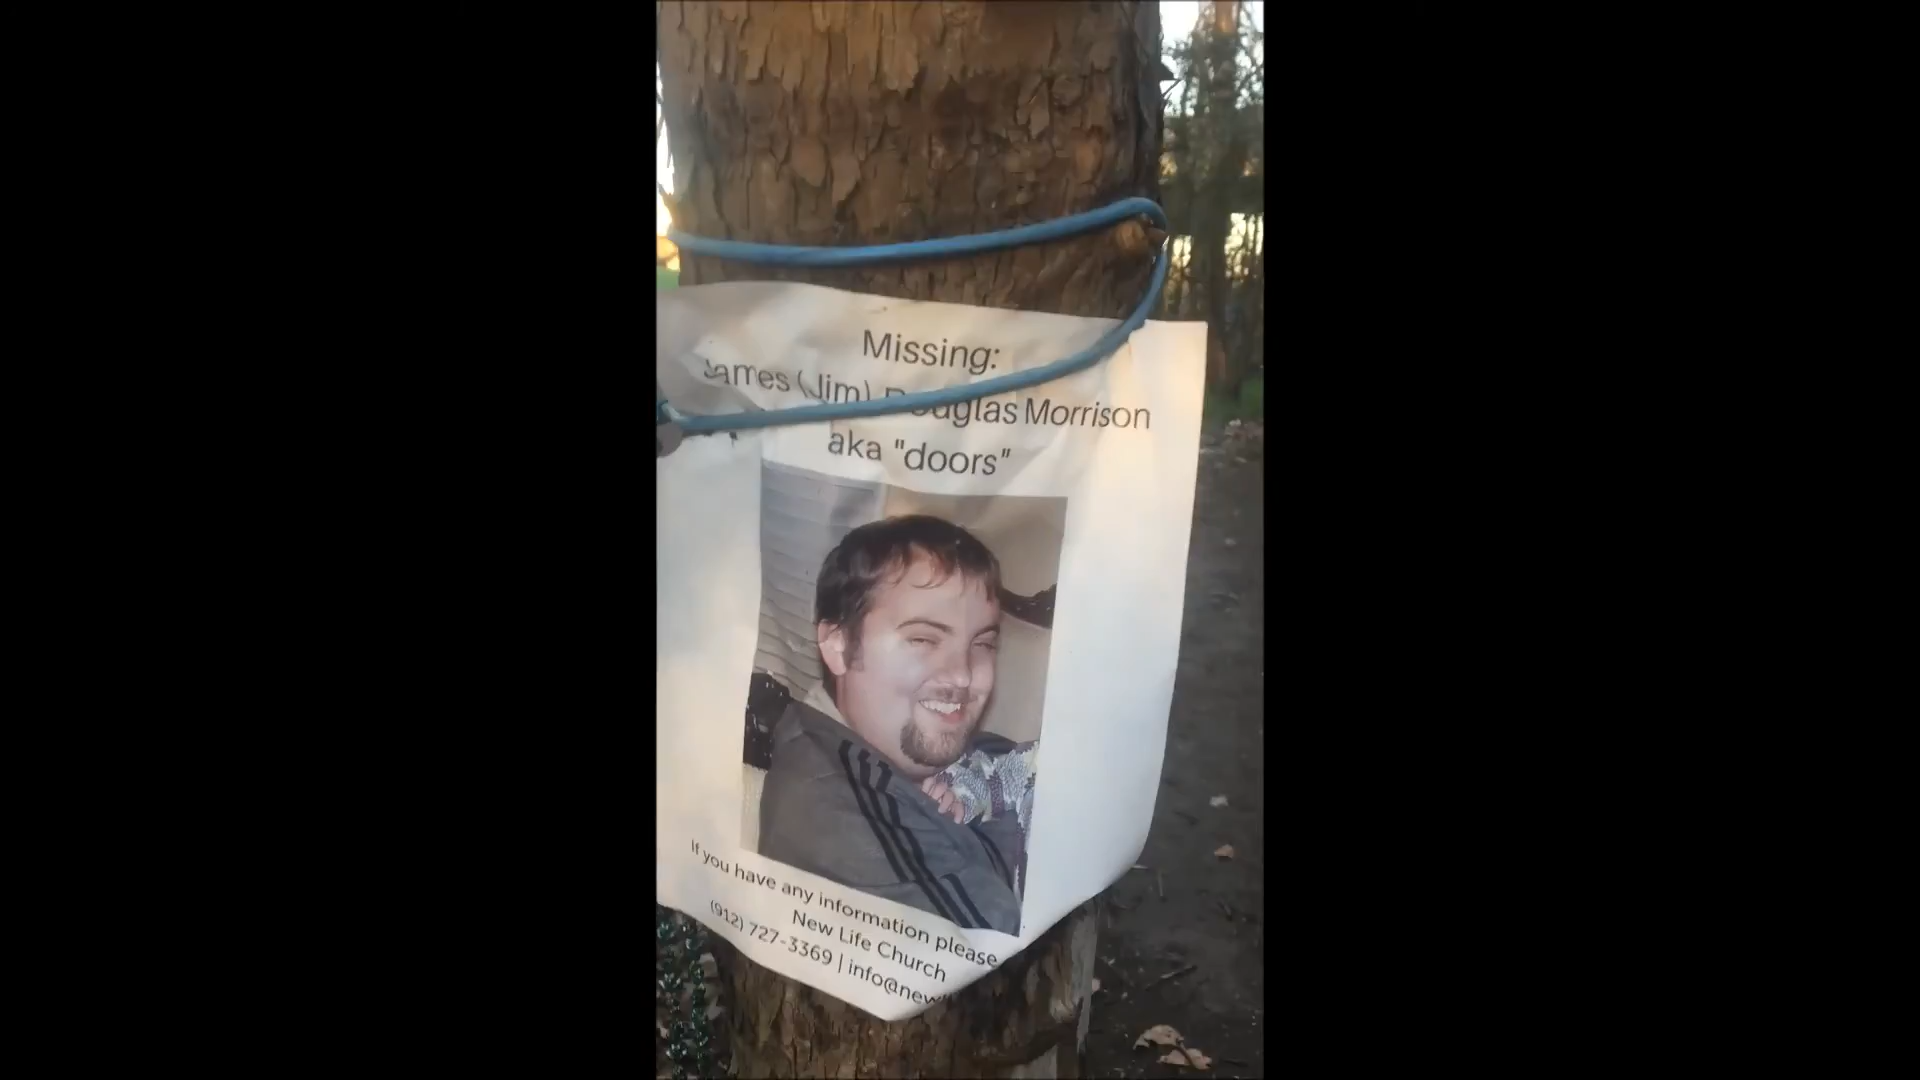 Missing:
James (Jim) Douglas Morrison
aka "doors"
If you have any information please
New Life Church
(912) 727-3369 | info@new